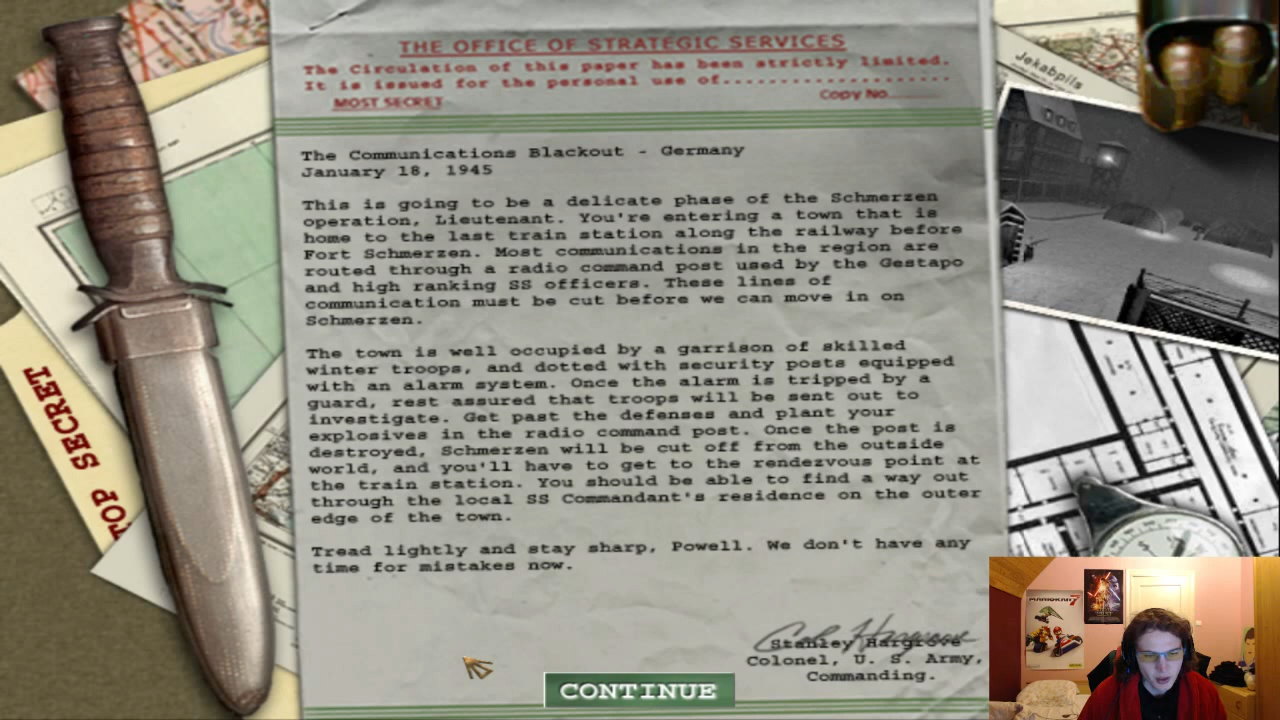 THE OFFICE OF STRATEGIC SERVICES
The Circulation of this paper has been strictly limited.
It is issued for the personal use of....................
MOST SECRET
Copy No.......
The Communications Blackout - Germany
January 18, 1945
This is going to be a delicate phase of the Schmerzen
operation, Lieutenant. You're entering a town that is
home to the last train station along the railway before
Fort Schmerzen. Most communications in the region are
routed through a radio command post used by the Gestapo
and high ranking SS officers. These lines of
communication must be cut before we can move in on
Schmerzen.
The town is well occupied by a garrison of skilled
winter troops, and dotted with security posts equipped
with an alarm system. Once the alarm is tripped by a
guard, rest assured that troops will be sent out to
investigate. Get past the defenses and plant your
explosives in the radio command post. Once the post is
destroyed, Schmerzen will be cut off from the outside
world, and you'll have to get to the rendezvous point at
the train station. You should be able to find a way out
through the local SS Commandant's residence on the outer
edge of the town.
Tread lightly and stay sharp, Powell. We don't have any
time for mistakes now.
Stanley Hargrove
Colonel, U. S. Army,
Commanding.
CONTINUE
TOP SECRET
Jekabpils
MARIOKART 7